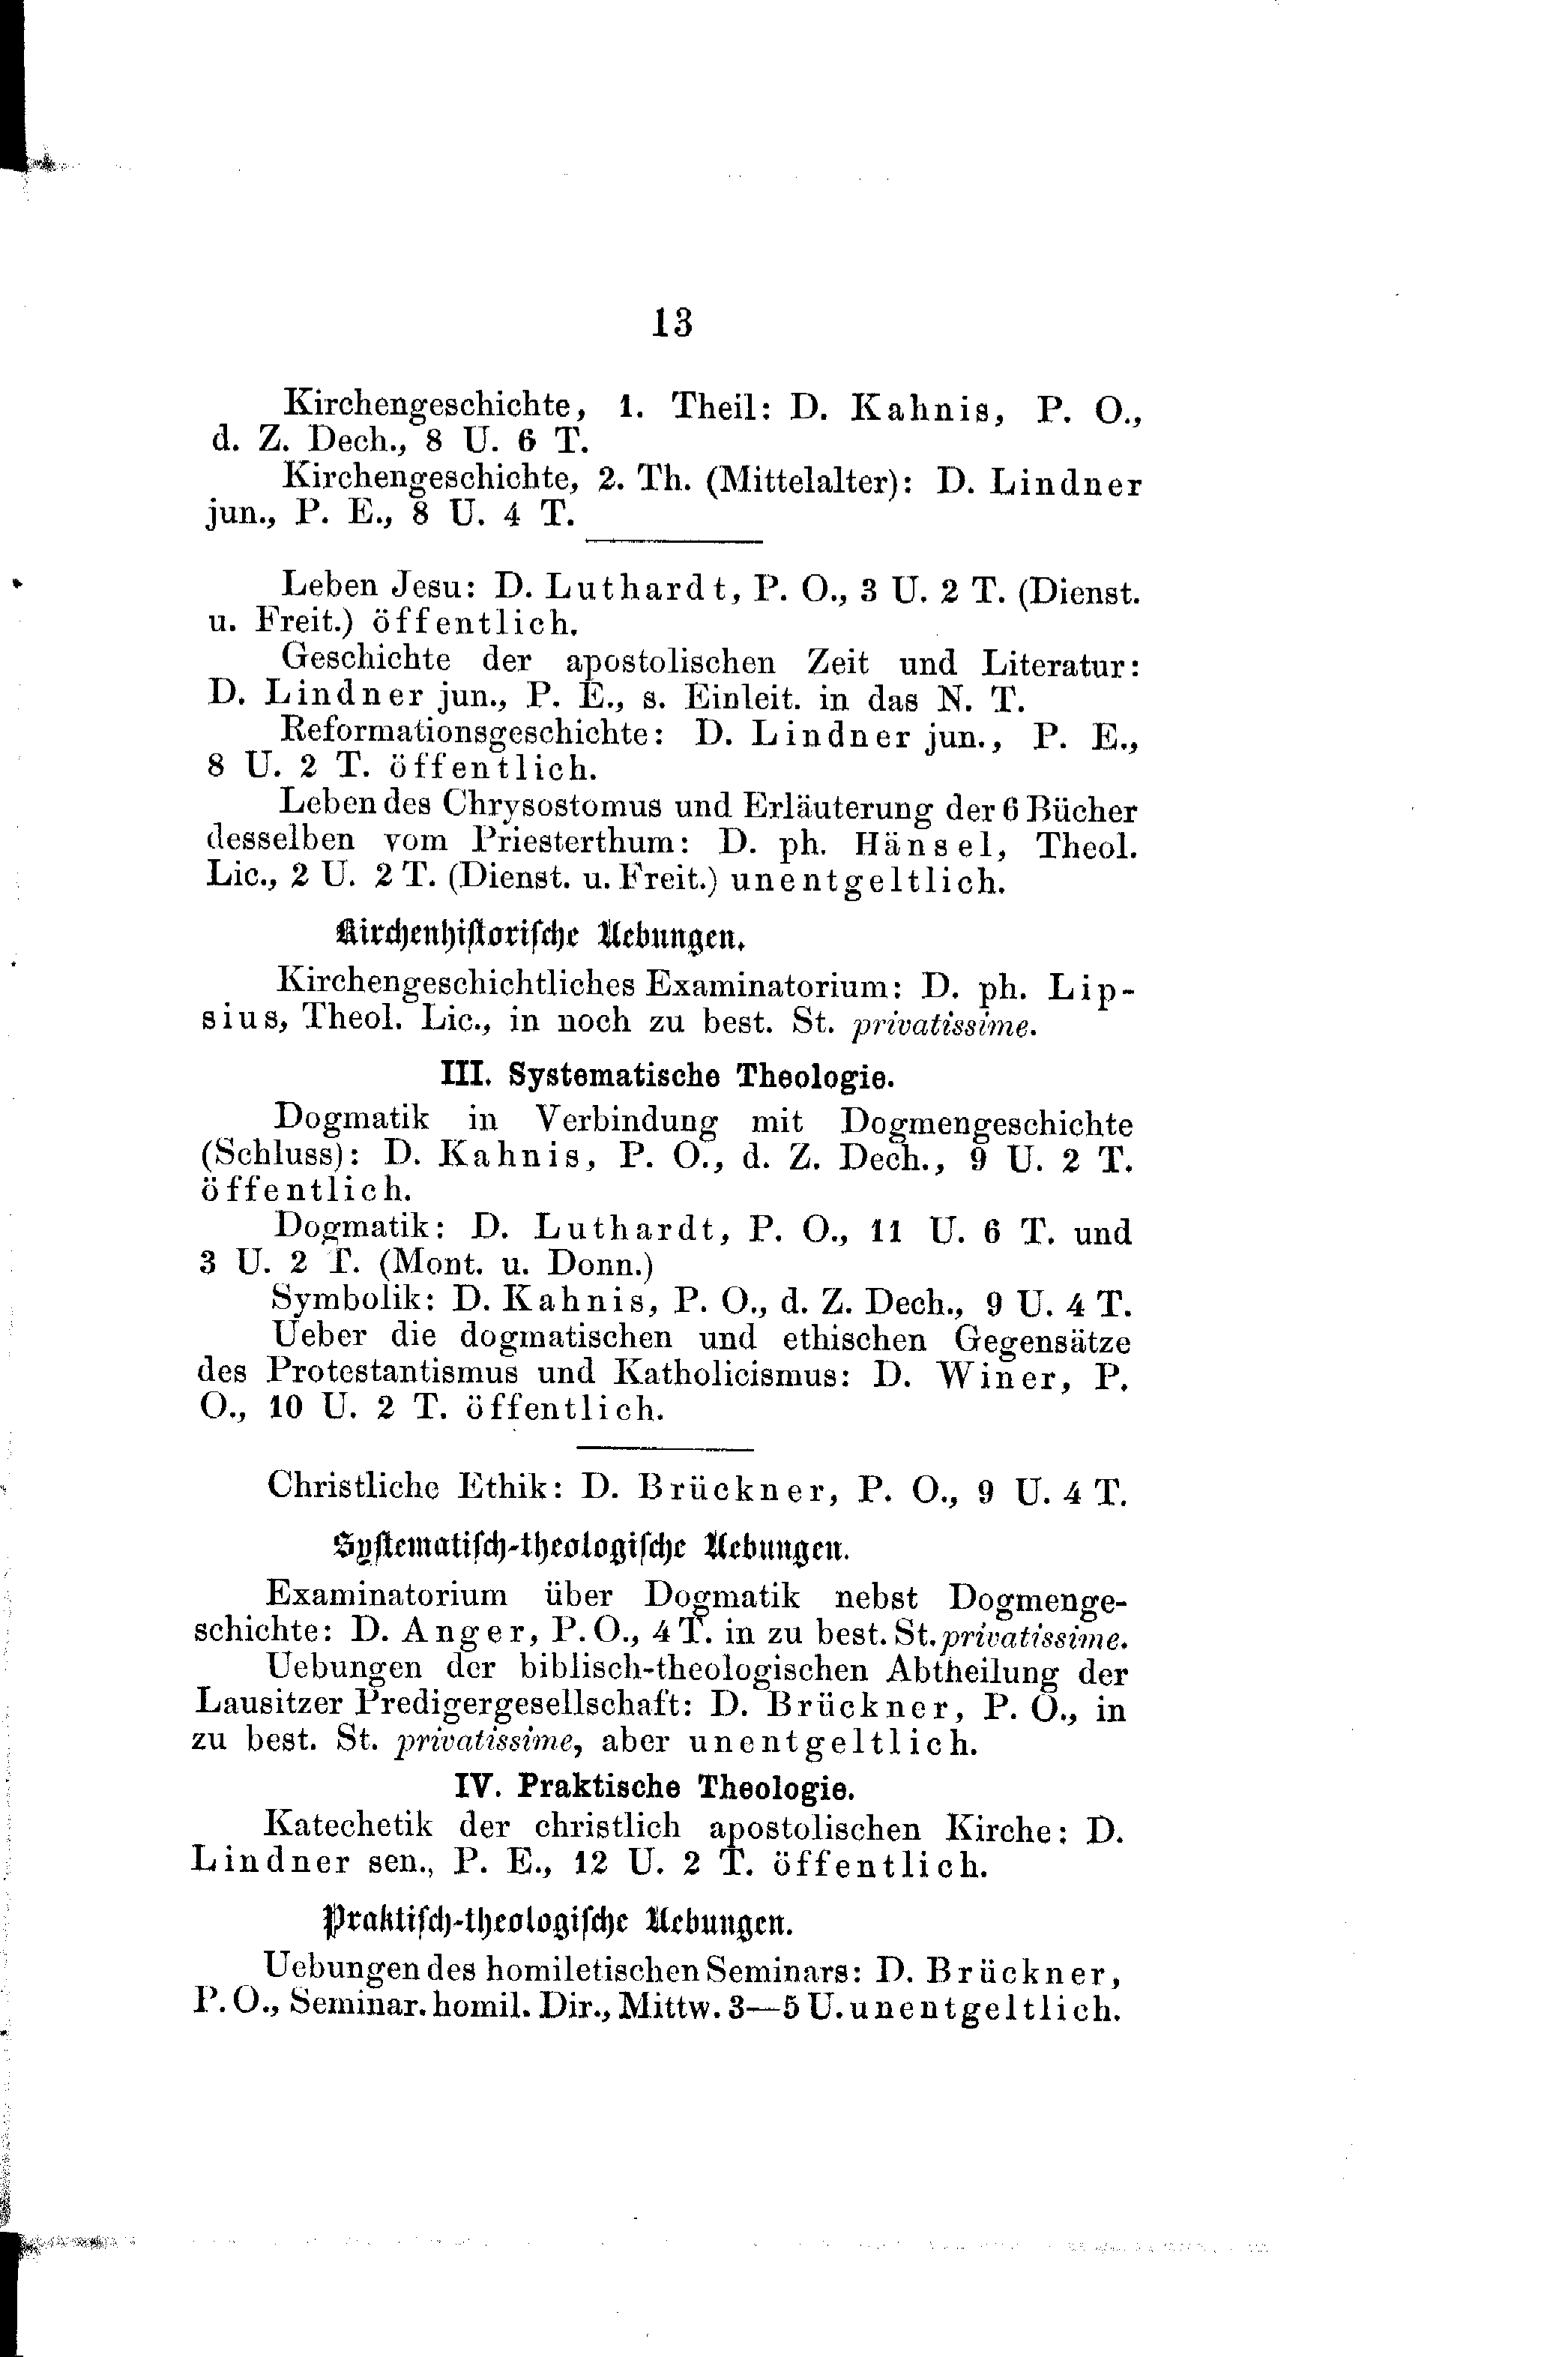 13
Kirchengeschichte, 1. Theil: D. Kahnis, P. O.,
d. Z. Dech., 8 U. 6 T.
Kirchengeschichte, 2. Th. (Mittelalter): D. Lindner
jun., P. E., 8 U. 4 T.
Leben Jesu: D. Luthardt, P. O., 3 U. 2 T. (Dienst.
u. Freit.) öffentlich.
Geschichte der apostolischen Zeit und Literatur:
D. Lindner jun., P. E., s. Einleit. in das N. T.
Reformationsgeschichte: D. Lindner jun., P. E.,
8 U. 2 T. öffentlich.
Leben des Chrysostomus und Erläuterung der 6 Bücher
desselben vom Priesterthum: D. ph. Hänsel, Theol.
Lic., 2 U. 2 T. (Dienst. u. Freit.) unentgeltlich.
Kirchenhistorische Uebungen.
Kirchengeschichtliches Examinatorium: D. ph. Lip-
sius, Theol. Lic., in noch zu best. St. privatissime.
III. Systematische Theologie.
Dogmatik in Verbindung mit Dogmengeschichte
(Schluss): D. Kahnis, P. O., d. Z. Dech., 9 U. 2 T.
öffentlich.
Dogmatik: D. Luthardt, P. O., 11 U. 6 T. und
3 U. 2 T. (Mont. u. Donn.)
Symbolik: D. Kahnis, P. O., d. Z. Dech., 9 U. 4 T.
Ueber die dogmatischen und ethischen Gegensätze
des Protestantismus und Katholicismus: D. Winer, P.
O., 10 U. 2 T. öffentlich.
Christliche Ethik: D. Brückner, P. O., 9 U. 4 T.
Systematisch-theologische Uebungen.
Examinatorium über Dogmatik nebst Dogmenge-
schichte: D. Anger, P. O., 4 T. in zu best. St. privatissime.
Uebungen der biblisch-theologischen Abtheilung der
Lausitzer Predigergesellschaft: D. Brückner, P. O., in
zu best. St. privatissime, aber unentgeltlich.
IV. Praktische Theologie.
Katechetik der christlich apostolischen Kirche: D.
Lindner sen., P. E., 12 U. 2 T. öffentlich.
Praktisch-theologische Uebungen.
Uebungen des homiletischen Seminars: D. Brückner,
P. O., Seminar. homil. Dir., Mittw. 3—5 U. unentgeltlich.